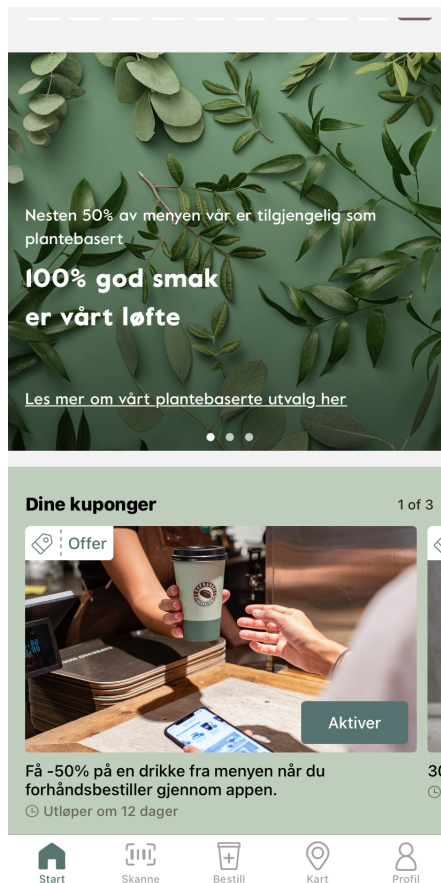 Nesten 50% av menyen vår er tilgjengelig som
plantebasert
100% god smak
er vårt løfte
Les mer om vårt plantebaserte utvalg her
Dine kuponger
1 of 3
Offer
Aktiver
Få -50% på en drikke fra menyen når du
forhåndsbestiller gjennom appen.
Utløper om 12 dager
30
Start
Skanne
Bestill
Kart
Profil